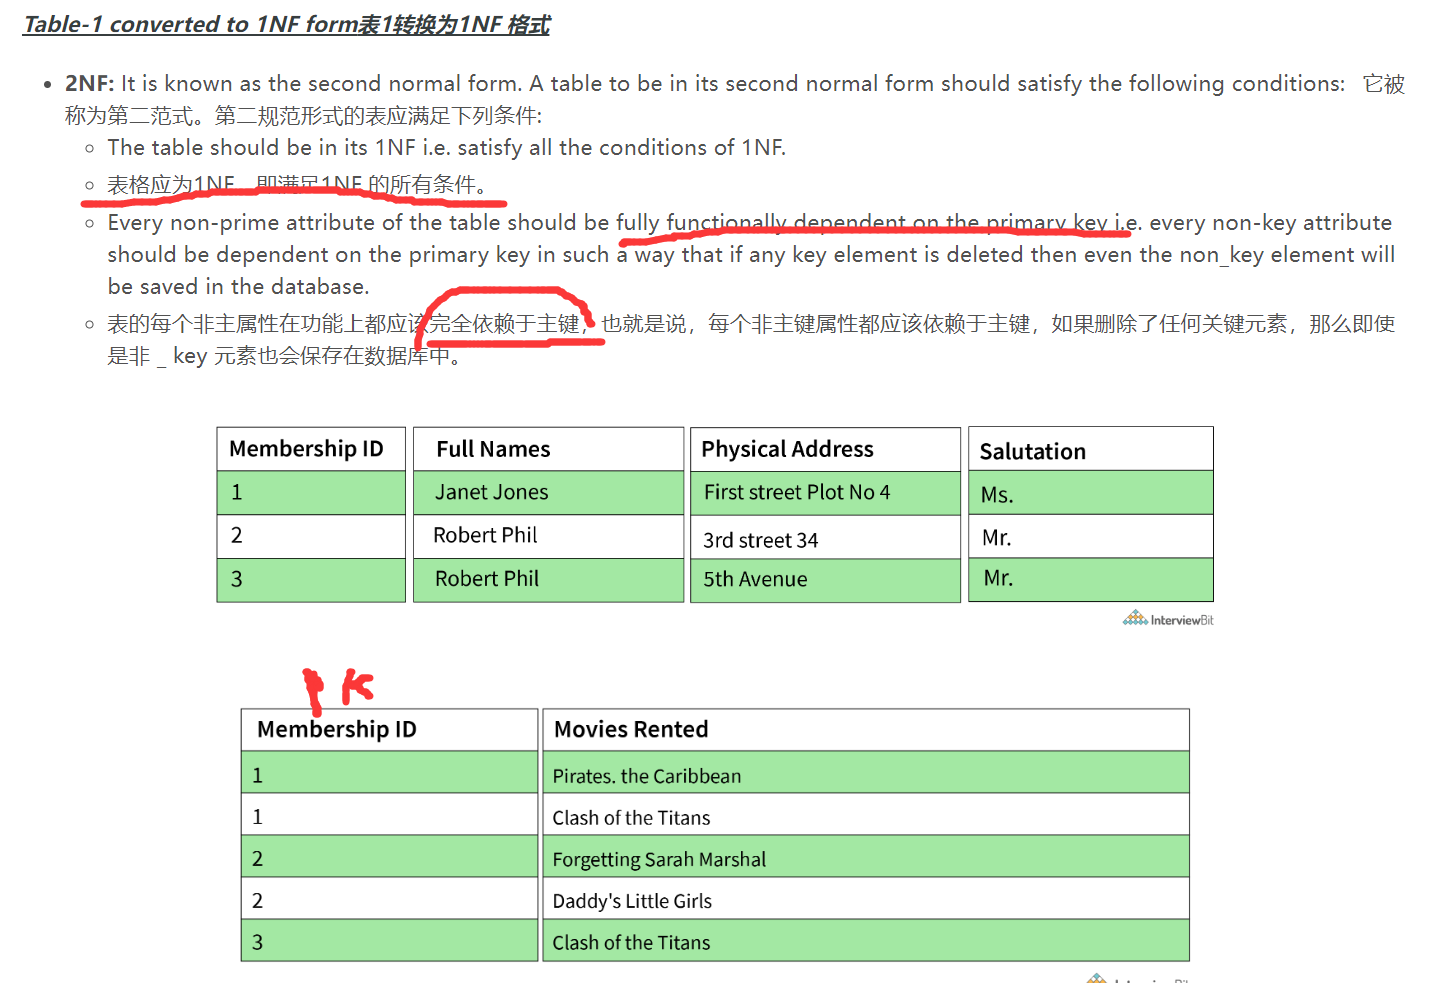 Table-1 converted to 1NF form表1转换为1NF 格式
2NF: It is known as the second normal form. A table to be in its second normal form should satisfy the following conditions: 它被
称为第二范式。第二规范形式的表应满足下列条件:
The table should be in its 1NF i.e. satisfy all the conditions of 1NF.
表格应为1NF，即满足1NF 的所有条件。
Every non-prime attribute of the table should be fully functionally dependent on the primary key i.e. every non-key attribute
should be dependent on the primary key in such a way that if any key element is deleted then even the non_key element will
be saved in the database.
表的每个非主属性在功能上都应该完全依赖于主键，也就是说，每个非主键属性都应该依赖于主键，如果删除了任何关键元素，那么即使
是非 _ key 元素也会保存在数据库中。
Membership ID Full Names Physical Address Salutation
1 Janet Jones First street Plot No 4 Ms.
2 Robert Phil 3rd street 34 Mr.
3 Robert Phil 5th Avenue Mr.
InterviewBit
PK
Membership ID Movies Rented
1 Pirates. the Caribbean
1 Clash of the Titans
2 Forgetting Sarah Marshal
2 Daddy's Little Girls
3 Clash of the Titans